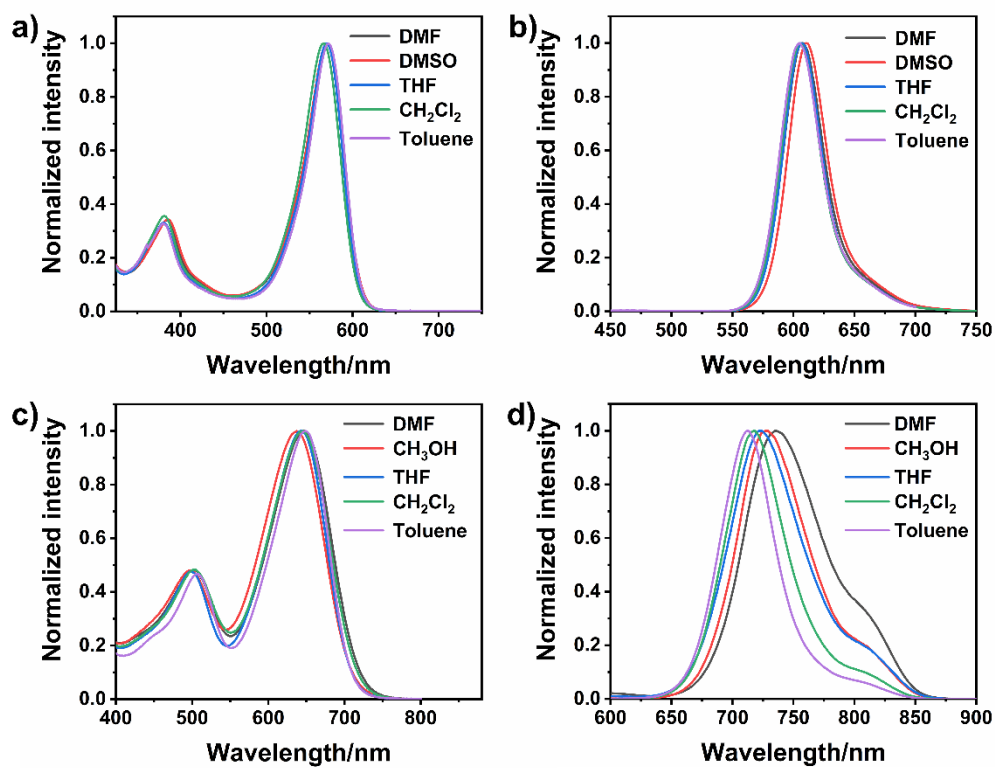 a)
Normalized intensity
1.0
0.8
0.6
0.4
0.2
0.0
DMF
DMSO
THF
CH₂Cl₂
Toluene
400 500 600 700
Wavelength/nm
b)
Normalized intensity
1.0
0.8
0.6
0.4
0.2
0.0
DMF
DMSO
THF
CH₂Cl₂
Toluene
450 500 550 600 650 700 750
Wavelength/nm
c)
Normalized intensity
1.0
0.8
0.6
0.4
0.2
0.0
DMF
CH₃OH
THF
CH₂Cl₂
Toluene
400 500 600 700 800
Wavelength/nm
d)
Normalized intensity
1.0
0.8
0.6
0.4
0.2
0.0
DMF
CH₃OH
THF
CH₂Cl₂
Toluene
600 650 700 750 800 850 900
Wavelength/nm